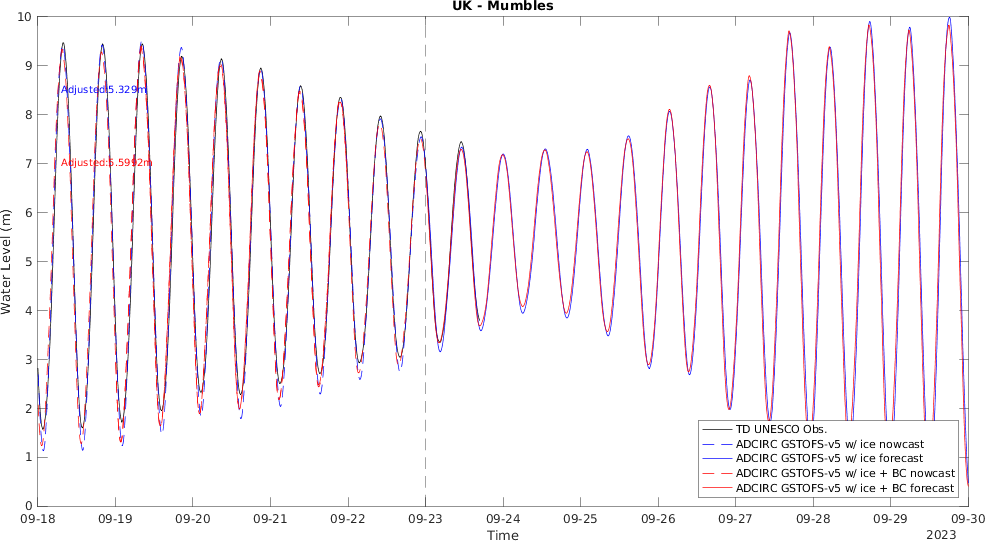 UK - Mumbles
10
9
8
7
6
5
4
3
2
1
0
Water Level (m)
Adjusted:5.329m
Adjusted:5.5992m
TD UNESCO Obs.
ADCIRC GSTOFS-v5 w/ ice nowcast
ADCIRC GSTOFS-v5 w/ ice forecast
ADCIRC GSTOFS-v5 w/ ice + BC nowcast
ADCIRC GSTOFS-v5 w/ ice + BC forecast
09-18 09-19 09-20 09-21 09-22 09-23 09-24 09-25 09-26 09-27 09-28 09-29 09-30
Time
2023